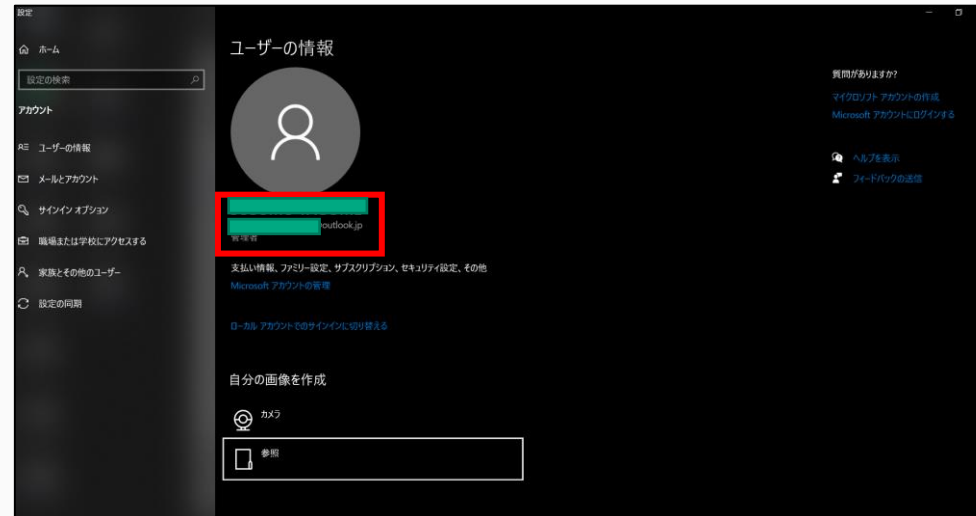 設定
ホーム
設定の検索
アカウント
ユーザーの情報
メールとアカウント
サインイン オプション
職場または学校にアクセスする
家族とその他のユーザー
設定の同期
ユーザーの情報
outlook.jp
管理者
支払い情報、ファミリー設定、サブスクリプション、セキュリティ設定、その他
Microsoft アカウントの管理
ローカル アカウントでのサインインに切り替える
自分の画像を作成
カメラ
参照
質問がありますか?
マイクロソフト アカウントの作成
Microsoft アカウントにログインする
ヘルプを表示
フィードバックの送信